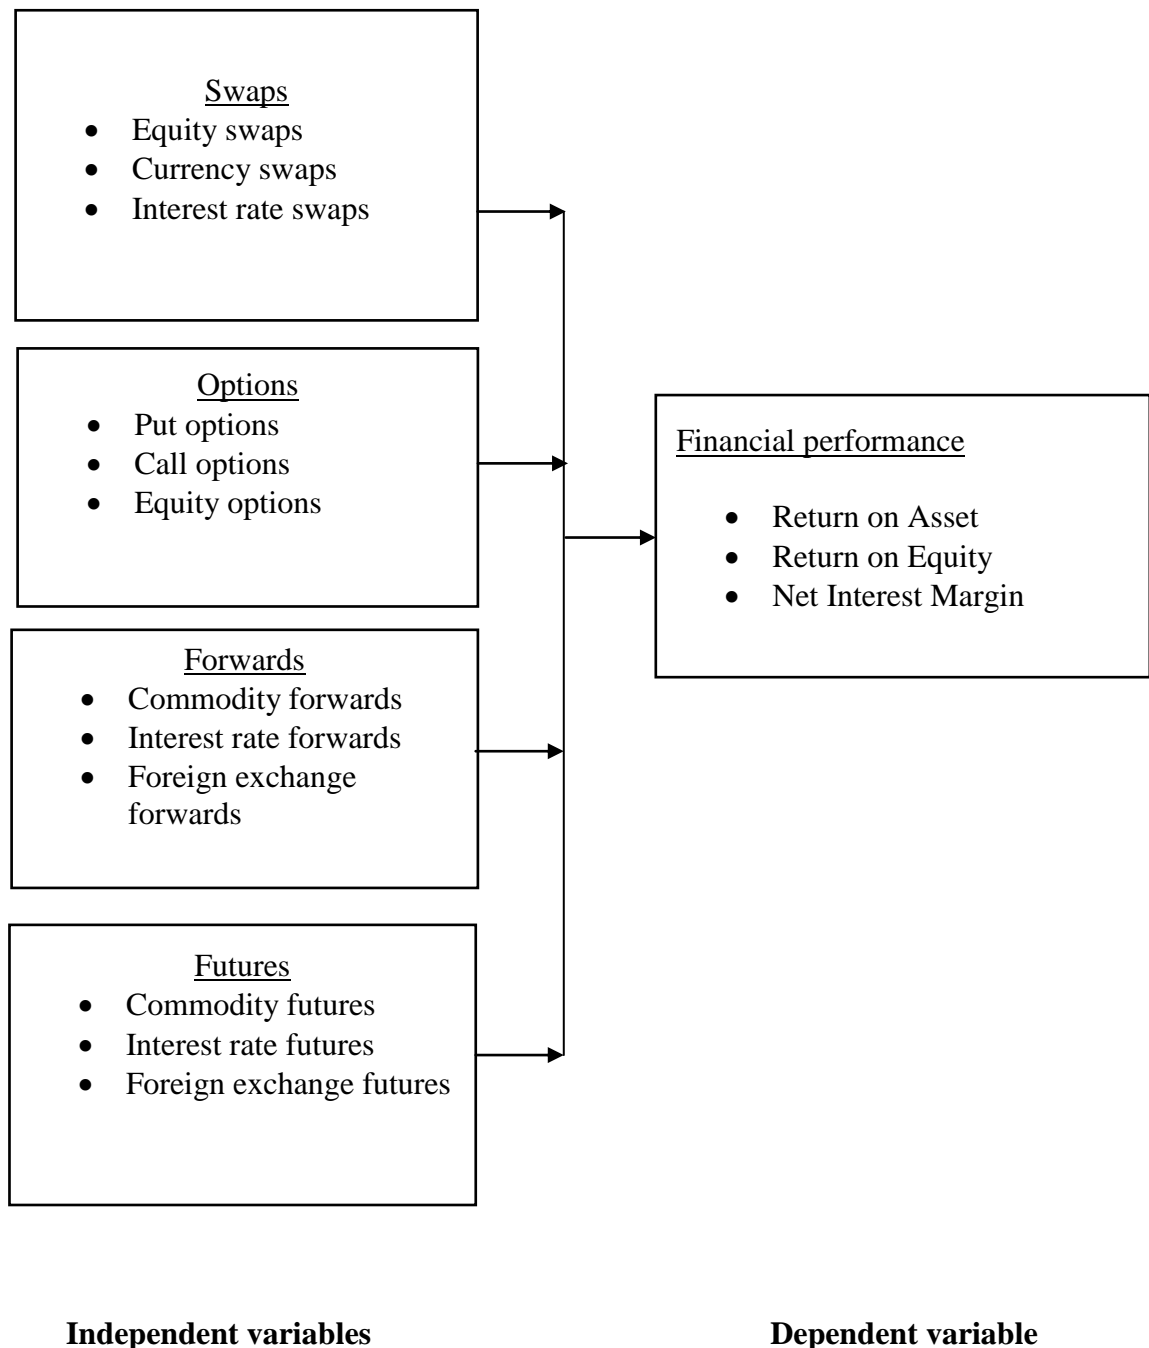 Swaps
• Equity swaps
• Currency swaps
• Interest rate swaps
Options
• Put options
• Call options
• Equity options
Forwards
• Commodity forwards
• Interest rate forwards
• Foreign exchange
forwards
Futures
• Commodity futures
• Interest rate futures
• Foreign exchange futures
Financial performance
• Return on Asset
• Return on Equity
• Net Interest Margin
Independent variables
Dependent variable